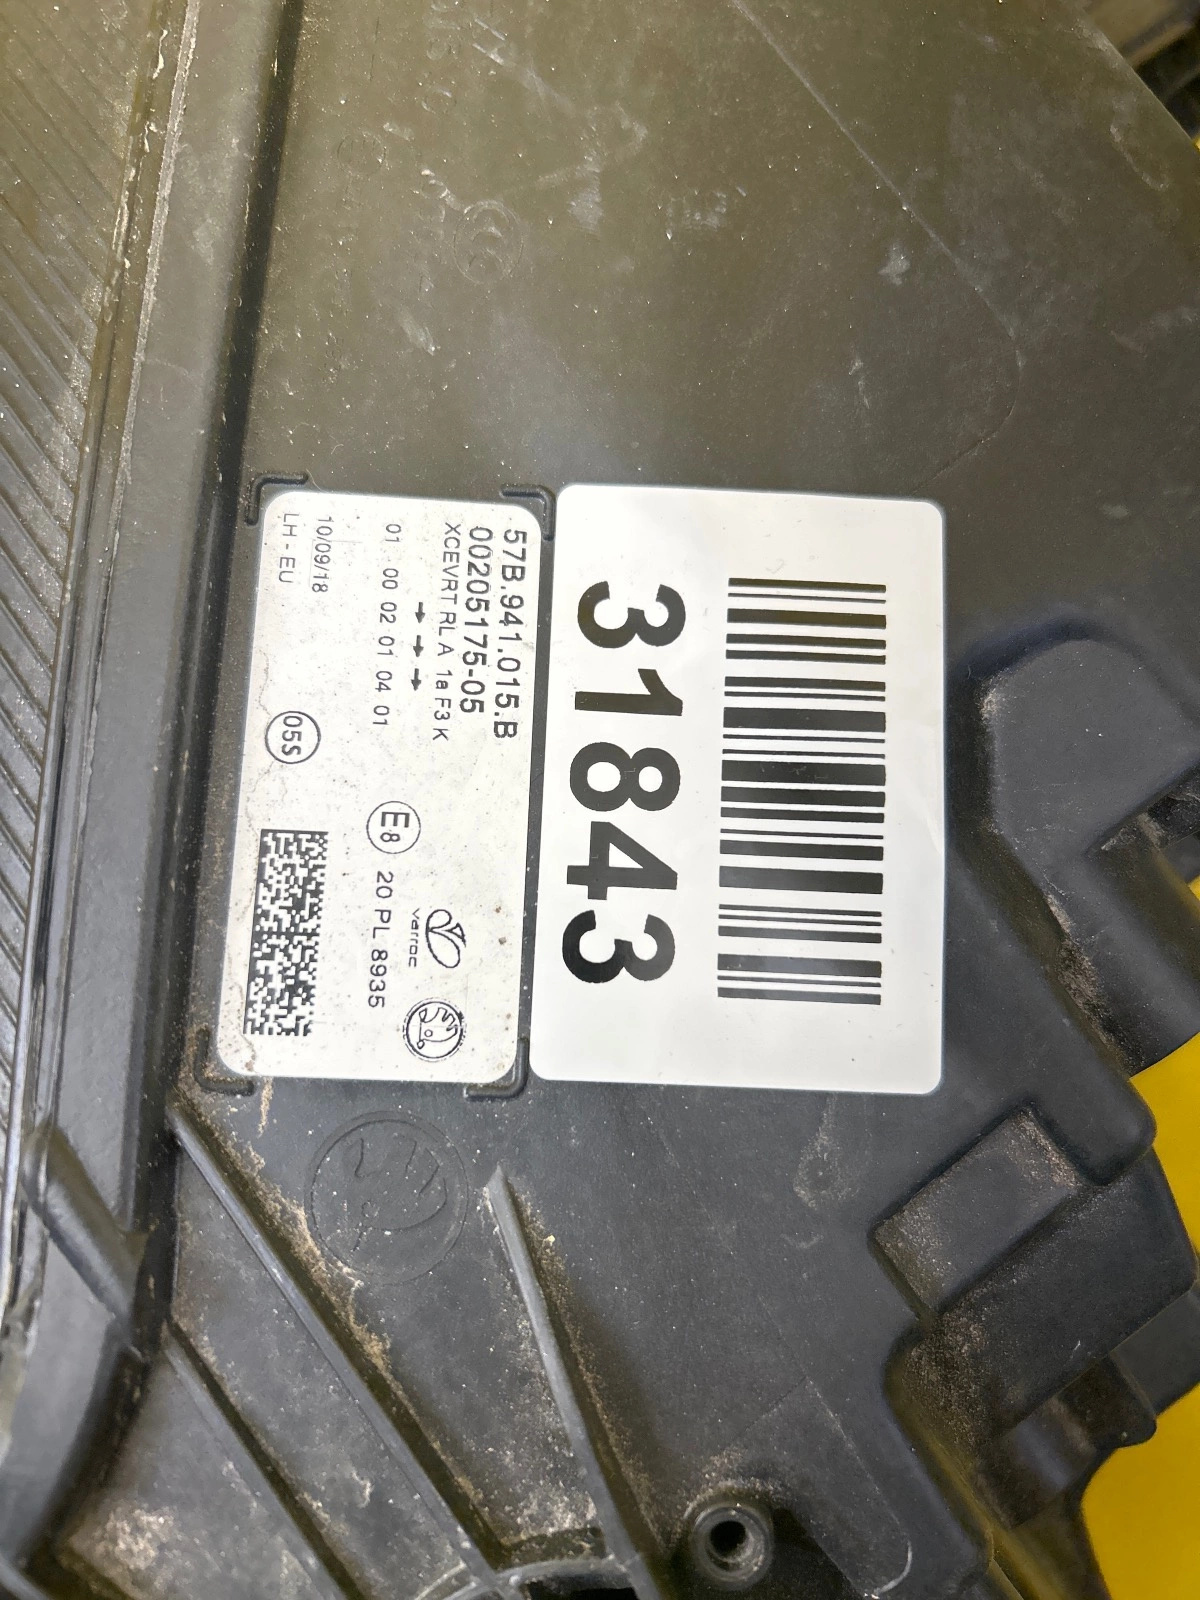 31843
57B.941.015.B
00205175-05
XCEVRT RL A 1a F3 K
01 00 02 01 04 01
10/09/18
LH - EU
05S
E8
20 PL 8935
varroc